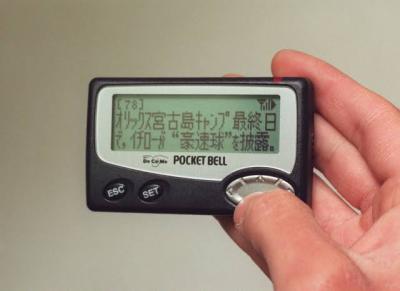 [78]
オリックス宮古島キャンプ最終日
で、イチローが“豪速球”を披露。
DoCoMo POCKET BELL
ESC SET